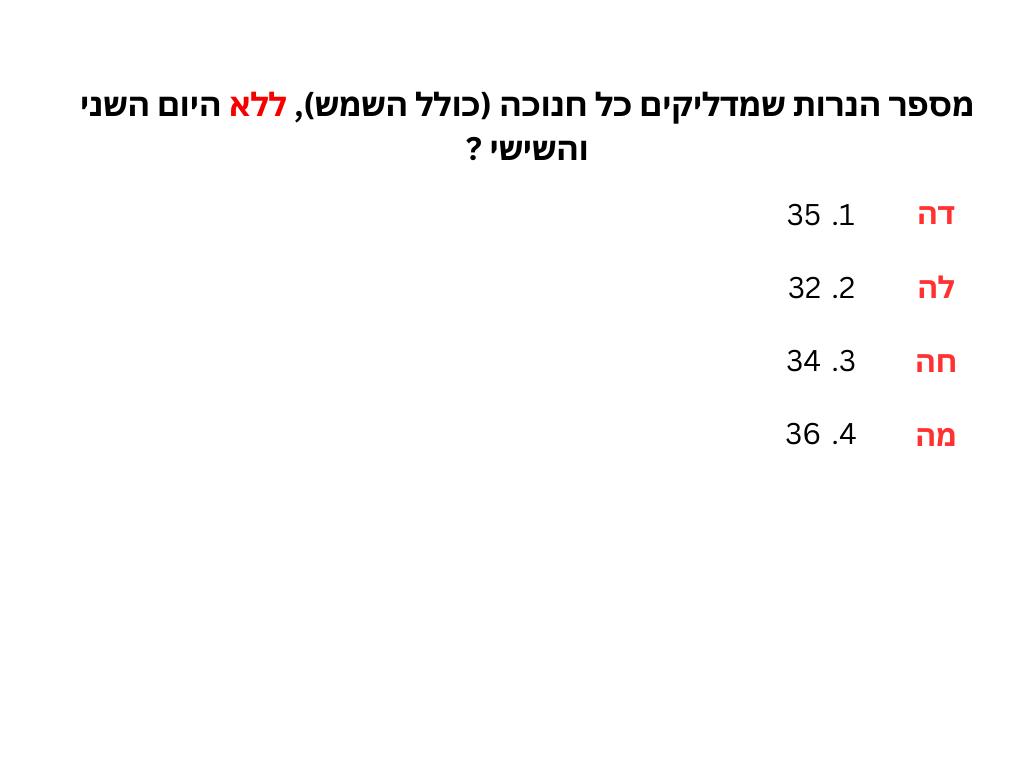 מספר הנרות שמדליקים כל חנוכה (כולל השמש), ללא היום השני
והשישי ?
דה 1. 35
לה 2. 32
חה 3. 34
מה 4. 36